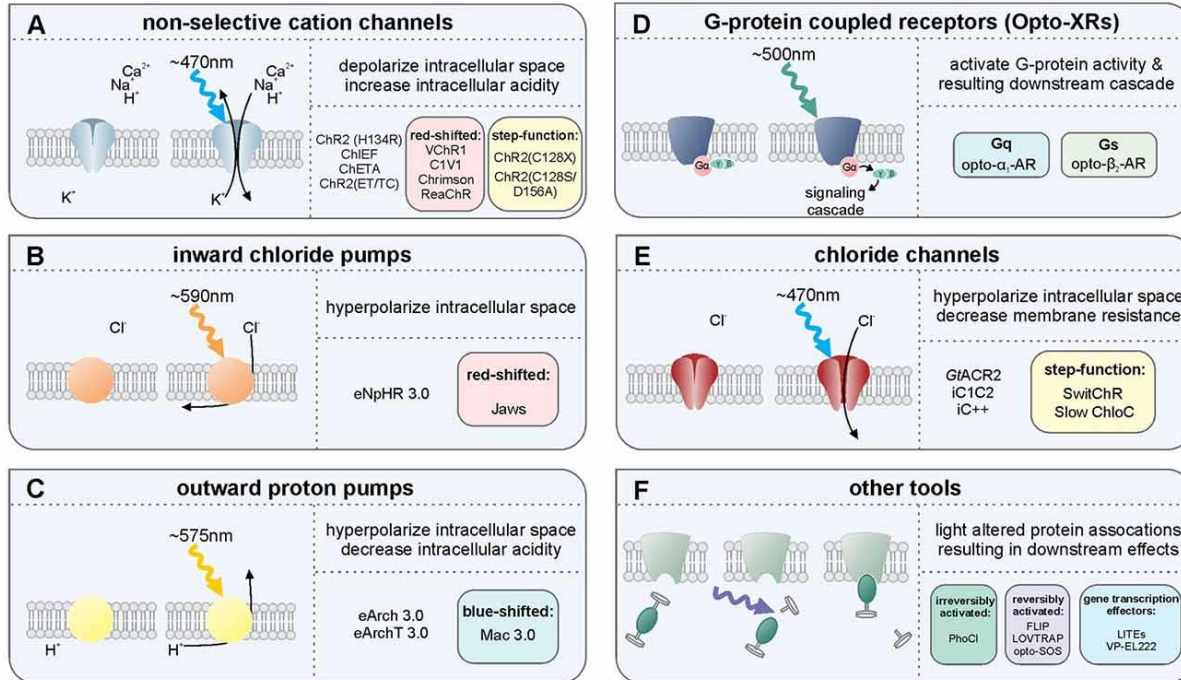 A
non-selective cation channels
Ca²⁺
Na⁺
H⁺
~470nm
Ca²⁺
Na⁺
H⁺
K⁺
K⁺
depolarize intracellular space
increase intracellular acidity
ChR2 (H134R)
ChIEF
ChETA
ChR2(ET/TC)
red-shifted:
VChR1
C1V1
Chrimson
ReaChR
step-function:
ChR2(C128X)
ChR2(C128S/
D156A)
B
inward chloride pumps
~590nm
Cl⁻
Cl⁻
hyperpolarize intracellular space
eNpHR 3.0
red-shifted:
Jaws
C
outward proton pumps
~575nm
H⁺
H⁺
hyperpolarize intracellular space
decrease intracellular acidity
eArch 3.0
eArchT 3.0
blue-shifted:
Mac 3.0
D
G-protein coupled receptors (Opto-XRs)
~500nm
Gα
γ
β
Gα
γ
β
signaling
cascade
activate G-protein activity &
resulting downstream cascade
Gq
opto-α₁-AR
Gs
opto-β₂-AR
E
chloride channels
~470nm
Cl⁻
Cl⁻
hyperpolarize intracellular space
decrease membrane resistance
GtACR2
iC1C2
iC++
step-function:
SwitChR
Slow ChloC
F
other tools
light altered protein assocations
resulting in downstream effects
irreversibly
activated:
PhoCl
reversibly
activated:
FLIP
LOVTRAP
opto-SOS
gene transcription
effectors:
LITEs
VP-EL222